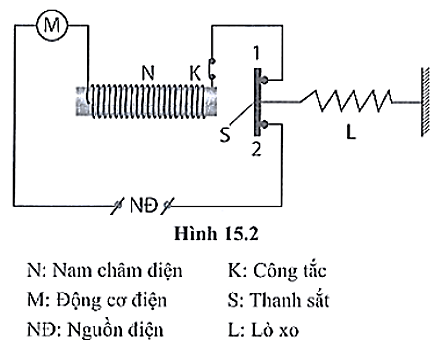 M
N K 1
S 2 L
NĐ
Hình 15.2
N: Nam châm điện K: Công tắc
M: Động cơ điện S: Thanh sắt
NĐ: Nguồn điện L: Lò xo